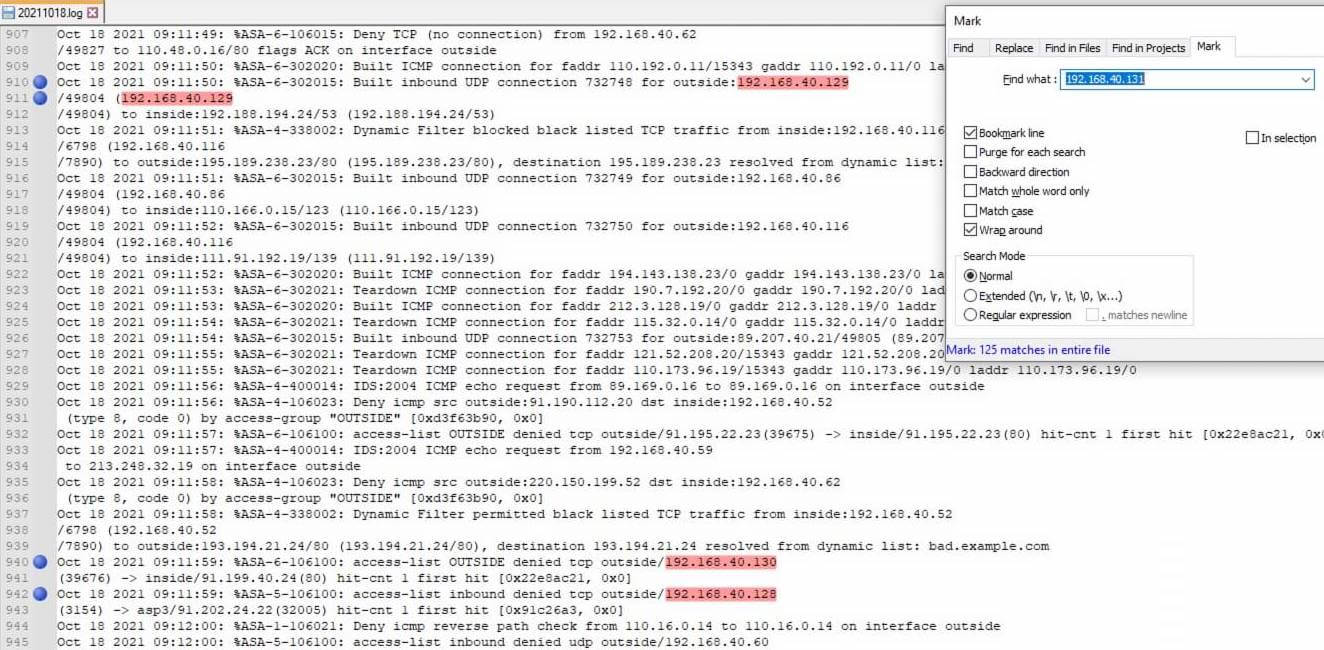 20211018.log
907 Oct 18 2021 09:11:49: %ASA-6-106015: Deny TCP (no connection) from 192.168.40.62
908 /49827 to 110.48.0.16/80 flags ACK on interface outside
909 Oct 18 2021 09:11:50: %ASA-6-302020: Built ICMP connection for faddr 110.192.0.11/15343 gaddr 110.192.0.11/0 la
910 Oct 18 2021 09:11:50: %ASA-6-302015: Built inbound UDP connection 732748 for outside:192.168.40.129
911 /49804 (192.168.40.129
912 /49804) to inside:192.188.194.24/53 (192.188.194.24/53)
913 Oct 18 2021 09:11:51: %ASA-4-338002: Dynamic Filter blocked black listed TCP traffic from inside:192.168.40.116
914 /6798 (192.168.40.116
915 /7890) to outside:195.189.238.23/80 (195.189.238.23/80), destination 195.189.238.23 resolved from dynamic list:
916 Oct 18 2021 09:11:51: %ASA-6-302015: Built inbound UDP connection 732749 for outside:192.168.40.86
917 /49804 (192.168.40.86
918 /49804) to inside:110.166.0.15/123 (110.166.0.15/123)
919 Oct 18 2021 09:11:52: %ASA-6-302015: Built inbound UDP connection 732750 for outside:192.168.40.116
920 /49804 (192.168.40.116
921 /49804) to inside:111.91.192.19/139 (111.91.192.19/139)
922 Oct 18 2021 09:11:52: %ASA-6-302020: Built ICMP connection for faddr 194.143.138.23/0 gaddr 194.143.138.23/0 la
923 Oct 18 2021 09:11:53: %ASA-6-302021: Teardown ICMP connection for faddr 190.7.192.20/0 gaddr 190.7.192.20/0 lad
924 Oct 18 2021 09:11:53: %ASA-6-302020: Built ICMP connection for faddr 212.3.128.19/0 gaddr 212.3.128.19/0 laddr
925 Oct 18 2021 09:11:54: %ASA-6-302021: Teardown ICMP connection for faddr 115.32.0.14/0 gaddr 115.32.0.14/0 laddr
926 Oct 18 2021 09:11:54: %ASA-6-302015: Built inbound UDP connection 732753 for outside:89.207.40.21/49805 (89.207
927 Oct 18 2021 09:11:55: %ASA-6-302021: Teardown ICMP connection for faddr 121.52.208.20/15343 gaddr 121.52.208.20
928 Oct 18 2021 09:11:55: %ASA-6-302021: Teardown ICMP connection for faddr 110.173.96.19/15343 gaddr 110.173.96.19/0 laddr 110.173.96.19/0
929 Oct 18 2021 09:11:56: %ASA-4-400014: IDS:2004 ICMP echo request from 89.169.0.16 to 89.169.0.16 on interface outside
930 Oct 18 2021 09:11:56: %ASA-4-106023: Deny icmp src outside:91.190.112.20 dst inside:192.168.40.52
931 (type 8, code 0) by access-group "OUTSIDE" [0xd3f63b90, 0x0]
932 Oct 18 2021 09:11:57: %ASA-6-106100: access-list OUTSIDE denied tcp outside/91.195.22.23(39675) -> inside/91.195.22.23(80) hit-cnt 1 first hit [0x22e8ac21, 0x0
933 Oct 18 2021 09:11:57: %ASA-4-400014: IDS:2004 ICMP echo request from 192.168.40.59
934 to 213.248.32.19 on interface outside
935 Oct 18 2021 09:11:58: %ASA-4-106023: Deny icmp src outside:220.150.199.52 dst inside:192.168.40.62
936 (type 8, code 0) by access-group "OUTSIDE" [0xd3f63b90, 0x0]
937 Oct 18 2021 09:11:58: %ASA-4-338002: Dynamic Filter permitted black listed TCP traffic from inside:192.168.40.52
938 /6798 (192.168.40.52
939 /7890) to outside:193.194.21.24/80 (193.194.21.24/80), destination 193.194.21.24 resolved from dynamic list: bad.example.com
940 Oct 18 2021 09:11:59: %ASA-6-106100: access-list OUTSIDE denied tcp outside/192.168.40.130
941 (39676) -> inside/91.199.40.24(80) hit-cnt 1 first hit [0x22e8ac21, 0x0]
942 Oct 18 2021 09:11:59: %ASA-5-106100: access-list inbound denied tcp outside/192.168.40.128
943 (3154) -> asp3/91.202.24.22(32005) hit-cnt 1 first hit [0x91c26a3, 0x0]
944 Oct 18 2021 09:12:00: %ASA-1-106021: Deny icmp reverse path check from 110.16.0.14 to 110.16.0.14 on interface outside
945 Oct 18 2021 09:12:00: %ASA-5-106100: access-list inbound denied udp outside/192.168.40.60
Mark
Find Replace Find in Files Find in Projects Mark
Find what : 192.168.40.131
Bookmark line
In selection
Purge for each search
Backward direction
Match whole word only
Match case
Wrap around
Search Mode
Normal
Extended (\n, \r, \t, \0, \x...)
Regular expression . matches newline
Mark: 125 matches in entire file